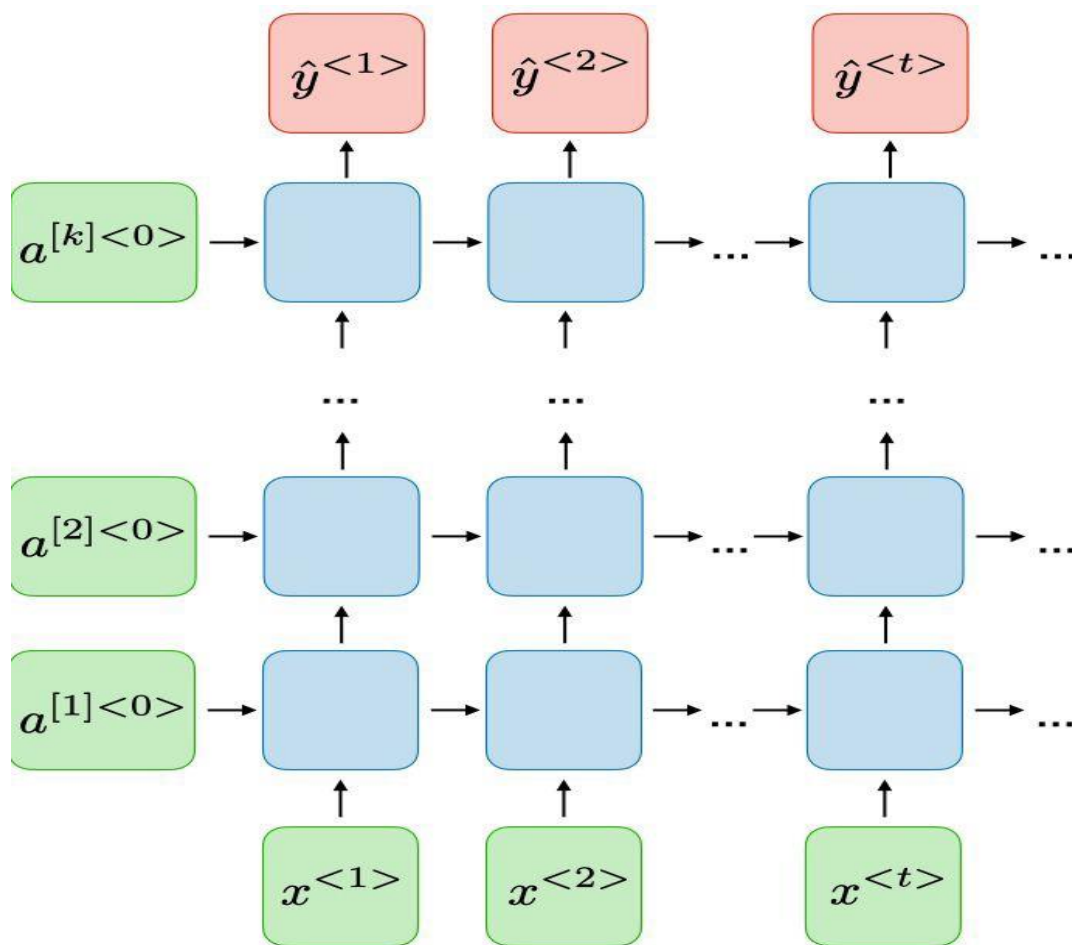 ŷ<1> ŷ<2> ŷ<t>
a[k]<0> ... ...
... ... ...
a[2]<0> ... ...
a[1]<0> ... ...
x<1> x<2> x<t>